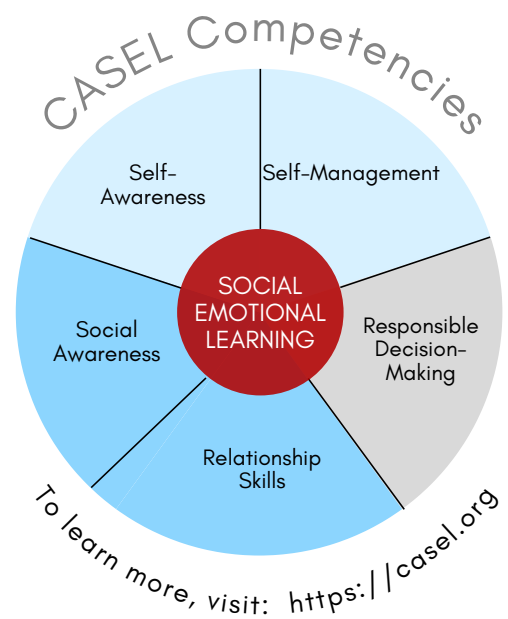 CASEL Competencies
Self-
Awareness
Self-Management
SOCIAL
EMOTIONAL
LEARNING
Social
Awareness
Responsible
Decision-
Making
Relationship
Skills
To learn more, visit: https://casel.org